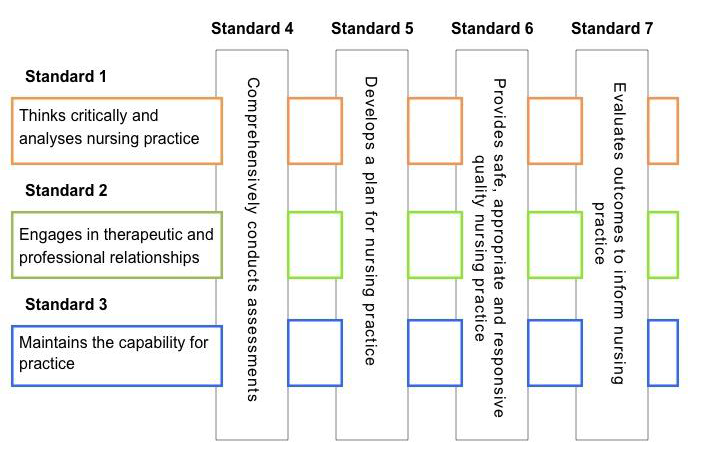 Standard 4
Standard 5
Standard 6
Standard 7
Standard 1
Thinks critically and
analyses nursing practice
Standard 2
Engages in therapeutic and
professional relationships
Standard 3
Maintains the capability for
practice
Comprehensively conducts assessments
Develops a plan for nursing practice
Provides safe, appropriate and responsive
quality nursing practice
Evaluates outcomes to inform nursing
practice